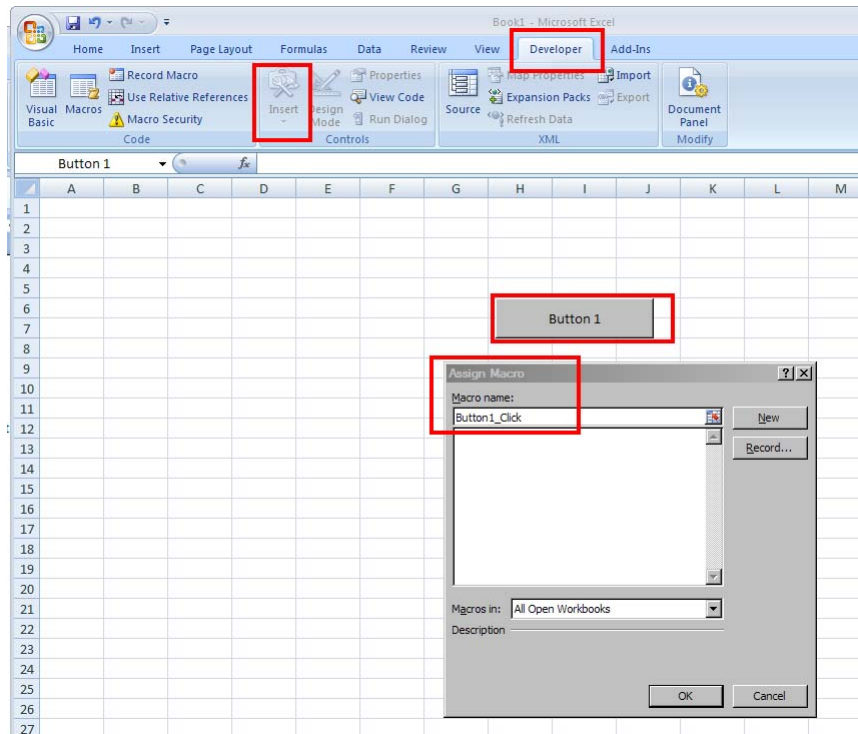 Book1 - Microsoft Excel
Home Insert Page Layout Formulas Data Review View Developer Add-Ins
Visual Basic
Macros
Record Macro
Use Relative References
Macro Security
Code
Insert
Design Mode
Properties
View Code
Run Dialog
Controls
Source
Map Properties
Expansion Packs
Refresh Data
Import
Export
XML
Document Panel
Modify
Button 1 fx
A B C D E F G H I J K L M
1
2
3
4
5
6
7
8
9
10
11
12
13
14
15
16
17
18
19
20
21
22
23
24
25
26
27
Button 1
Assign Macro ? X
Macro name:
Button1_Click
New
Record...
Macros in: All Open Workbooks
Description
OK Cancel